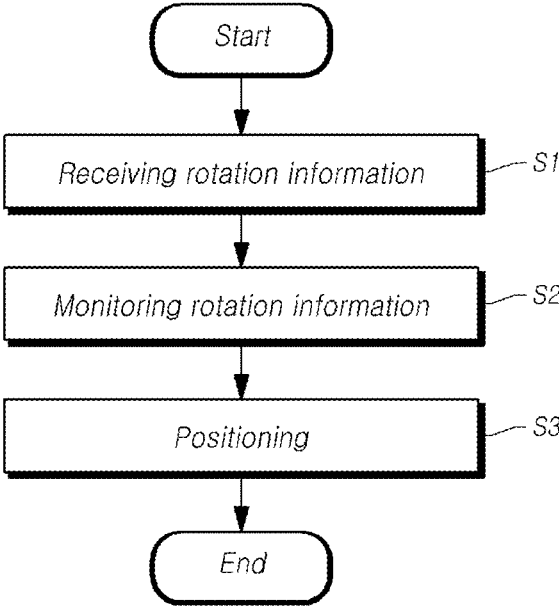 Start
Receiving rotation information
S1
Monitoring rotation information
S2
Positioning
S3
End